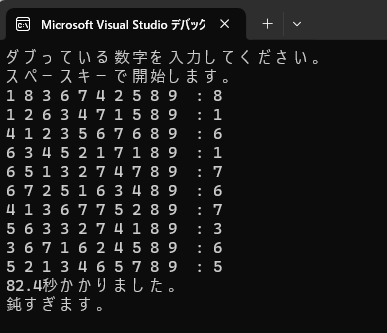 Microsoft Visual Studio デバッグ
ダブっている数字を入力してください。
スペースキーで開始します。
1 8 3 6 7 4 2 5 8 9 : 8
1 2 6 3 4 7 1 5 8 9 : 1
4 1 2 3 5 6 7 6 8 9 : 6
6 3 4 5 2 1 7 1 8 9 : 1
6 5 1 3 2 7 4 7 8 9 : 7
6 7 2 5 1 6 3 4 8 9 : 6
4 1 3 6 7 7 5 2 8 9 : 7
5 6 3 3 2 7 4 1 8 9 : 3
3 6 7 1 6 2 4 5 8 9 : 6
5 2 1 3 4 6 5 7 8 9 : 5
82.4秒かかりました。
鈍すぎます。